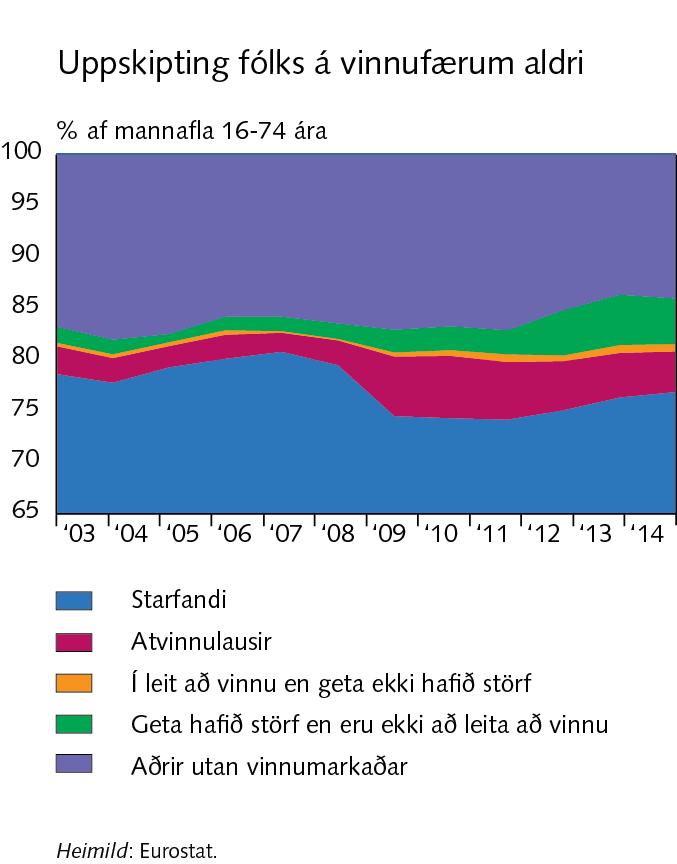 Uppskipting fólks á vinnufærum aldri
% af mannafla 16-74 ára
100
95
90
85
80
75
70
65
‘03 ‘04 ‘05 ‘06 ‘07 ‘08 ‘09 ‘10 ‘11 ‘12 ‘13 ‘14
Starfandi
Atvinnulausir
Í leit að vinnu en geta ekki hafið störf
Geta hafið störf en eru ekki að leita að vinnu
Aðrir utan vinnumarkaðar
Heimild: Eurostat.